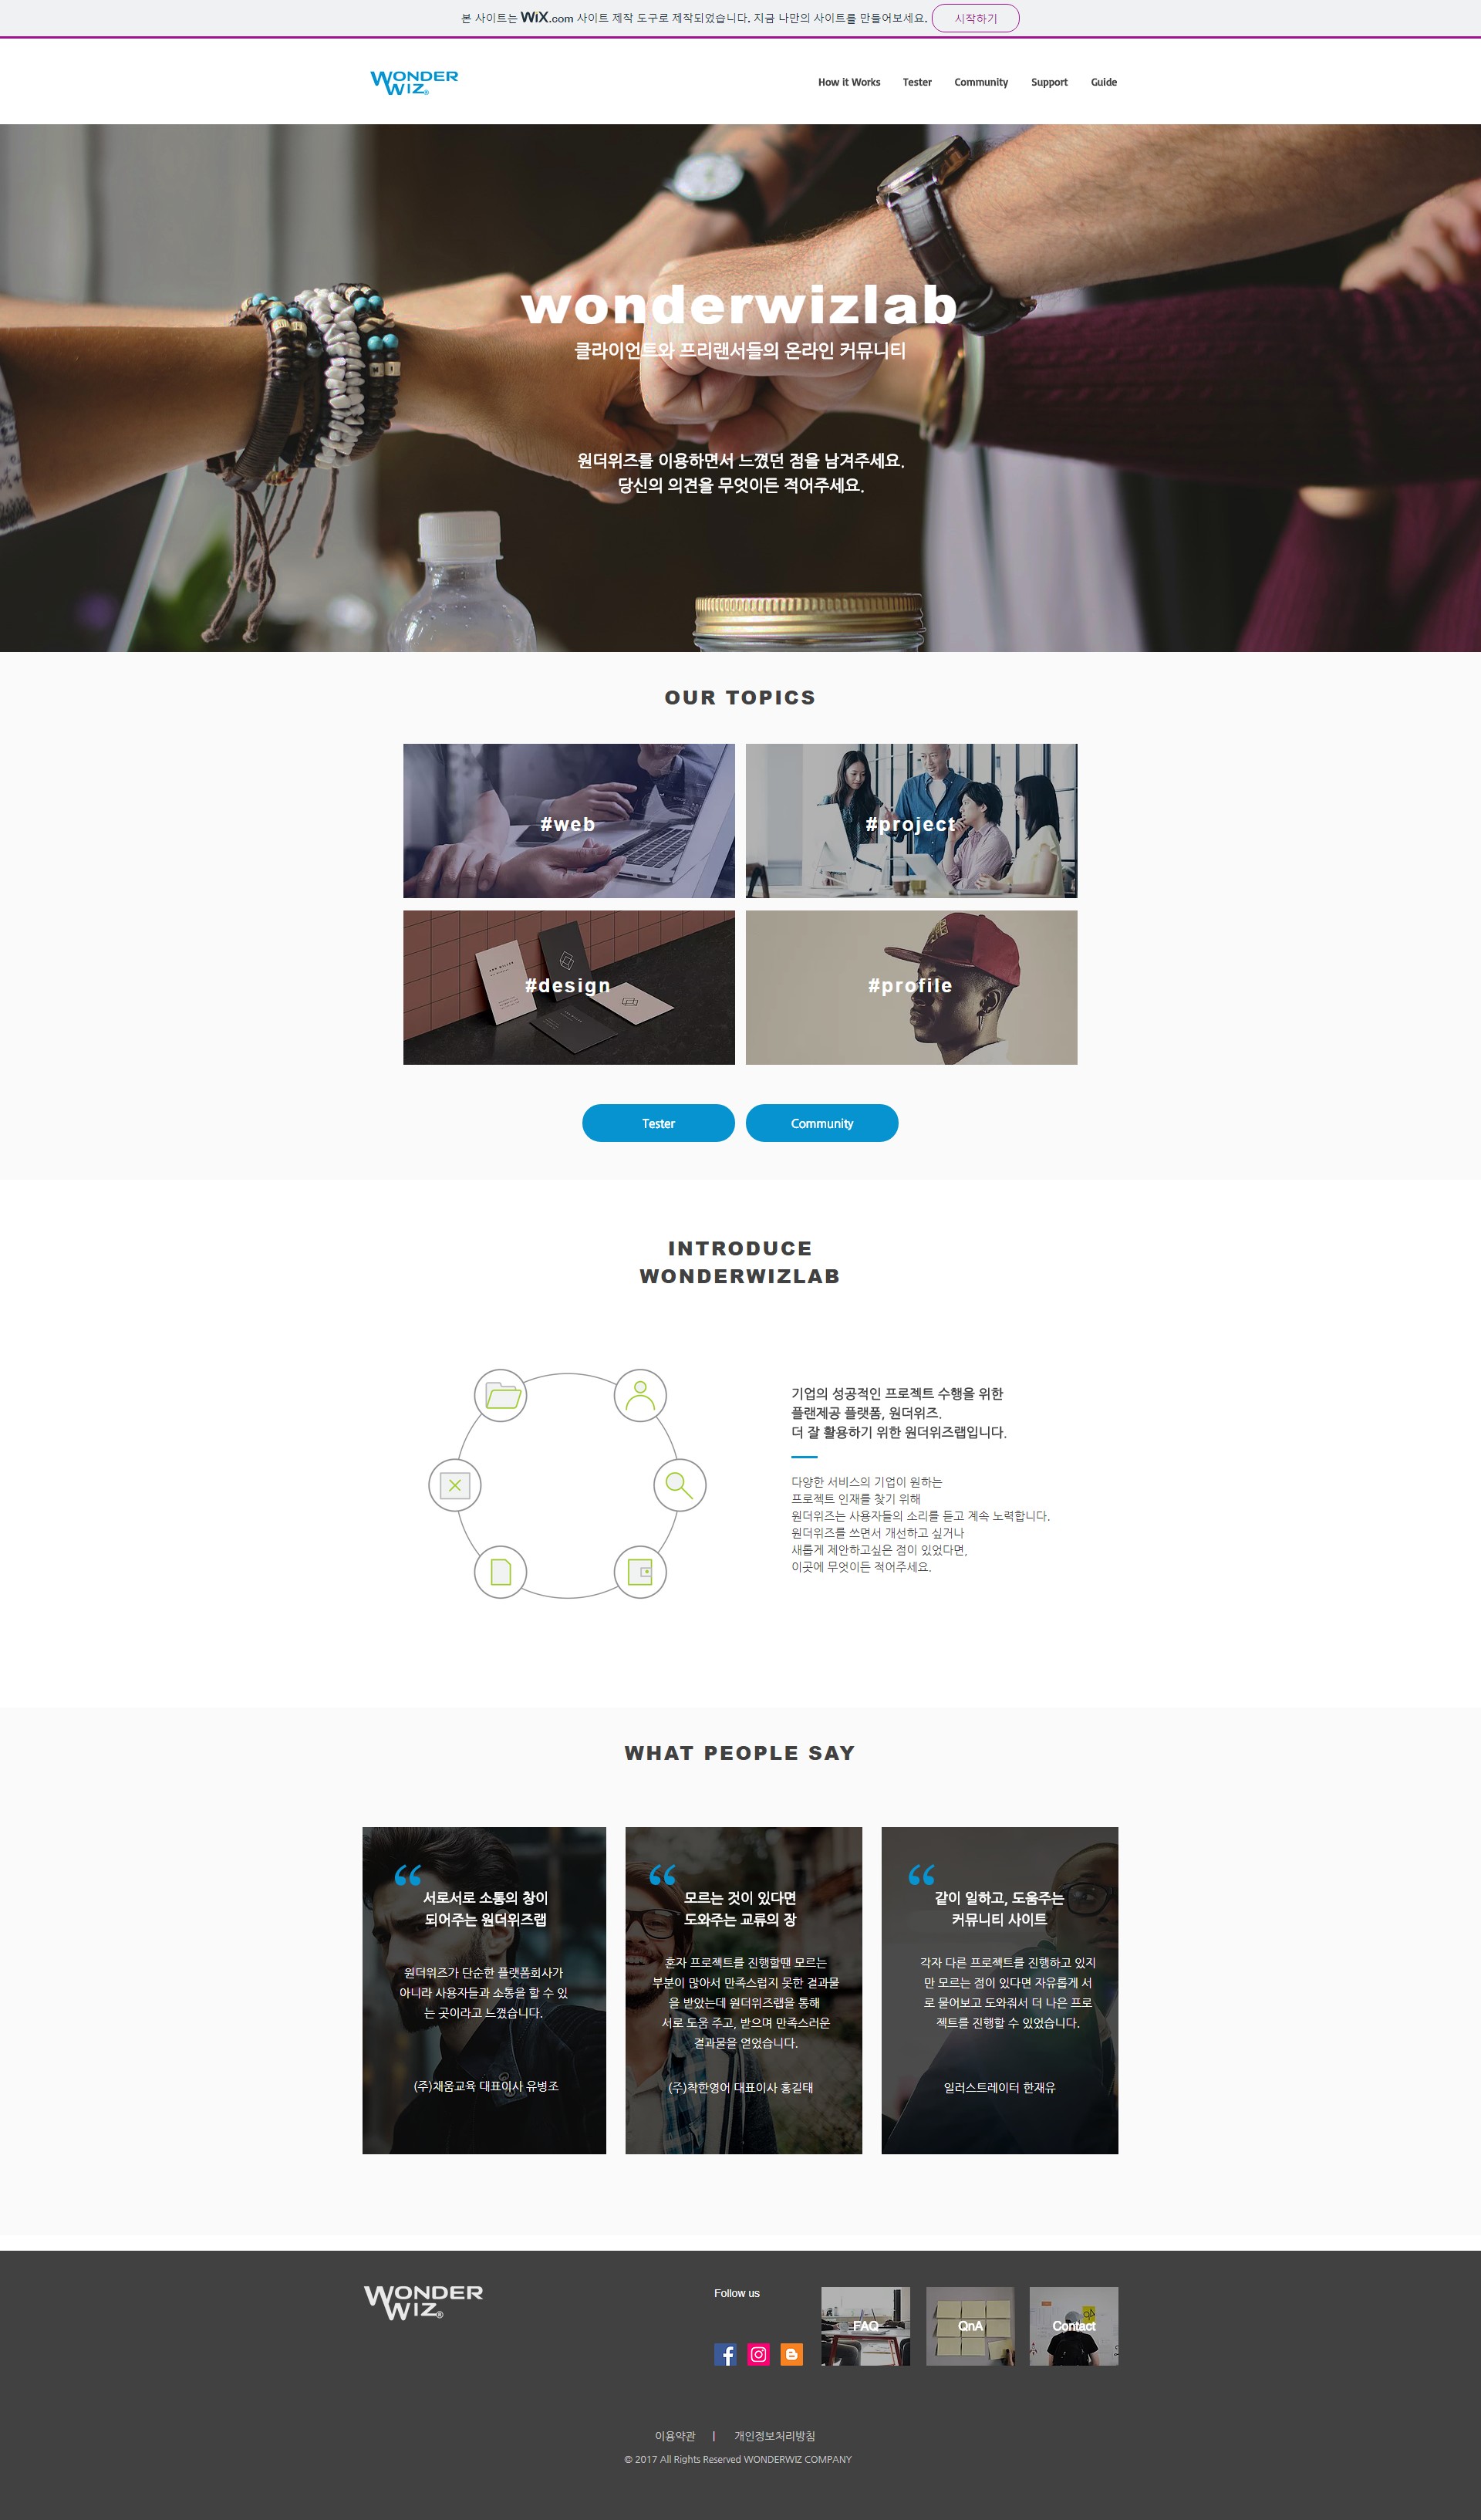 본 사이트는 WiX.com 사이트 제작 도구로 제작되었습니다. 지금 나만의 사이트를 만들어보세요. 시작하기
WONDER
WIZ®
How it Works Tester Community Support Guide
wonderwizlab
클라이언트와 프리랜서들의 온라인 커뮤니티
원더위즈를 이용하면서 느꼈던 점을 남겨주세요.
당신의 의견을 무엇이든 적어주세요.
OUR TOPICS
#web
#project
#design
#profile
Tester
Community
INTRODUCE
WONDERWIZLAB
기업의 성공적인 프로젝트 수행을 위한
플랜제공 플랫폼, 원더위즈.
더 잘 활용하기 위한 원더위즈랩입니다.
다양한 서비스의 기업이 원하는
프로젝트 인재를 찾기 위해
원더위즈는 사용자들의 소리를 듣고 계속 노력합니다.
원더위즈를 쓰면서 개선하고 싶거나
새롭게 제안하고싶은 점이 있었다면,
이곳에 무엇이든 적어주세요.
WHAT PEOPLE SAY
“
서로서로 소통의 창이
되어주는 원더위즈랩
원더위즈가 단순한 플랫폼회사가
아니라 사용자들과 소통을 할 수 있
는 곳이라고 느꼈습니다.
(주)채움교육 대표이사 유병조
“
모르는 것이 있다면
도와주는 교류의 장
혼자 프로젝트를 진행할땐 모르는
부분이 많아서 만족스럽지 못한 결과물
을 받았는데 원더위즈랩을 통해
서로 도움 주고, 받으며 만족스러운
결과물을 얻었습니다.
(주)착한영어 대표이사 홍길태
“
같이 일하고, 도움주는
커뮤니티 사이트
각자 다른 프로젝트를 진행하고 있지
만 모르는 점이 있다면 자유롭게 서
로 물어보고 도와줘서 더 나은 프로
젝트를 진행할 수 있었습니다.
일러스트레이터 한재유
WONDER
WIZ®
Follow us
FAQ
QnA
Contact
이용약관 | 개인정보처리방침
© 2017 All Rights Reserved WONDERWIZ COMPANY